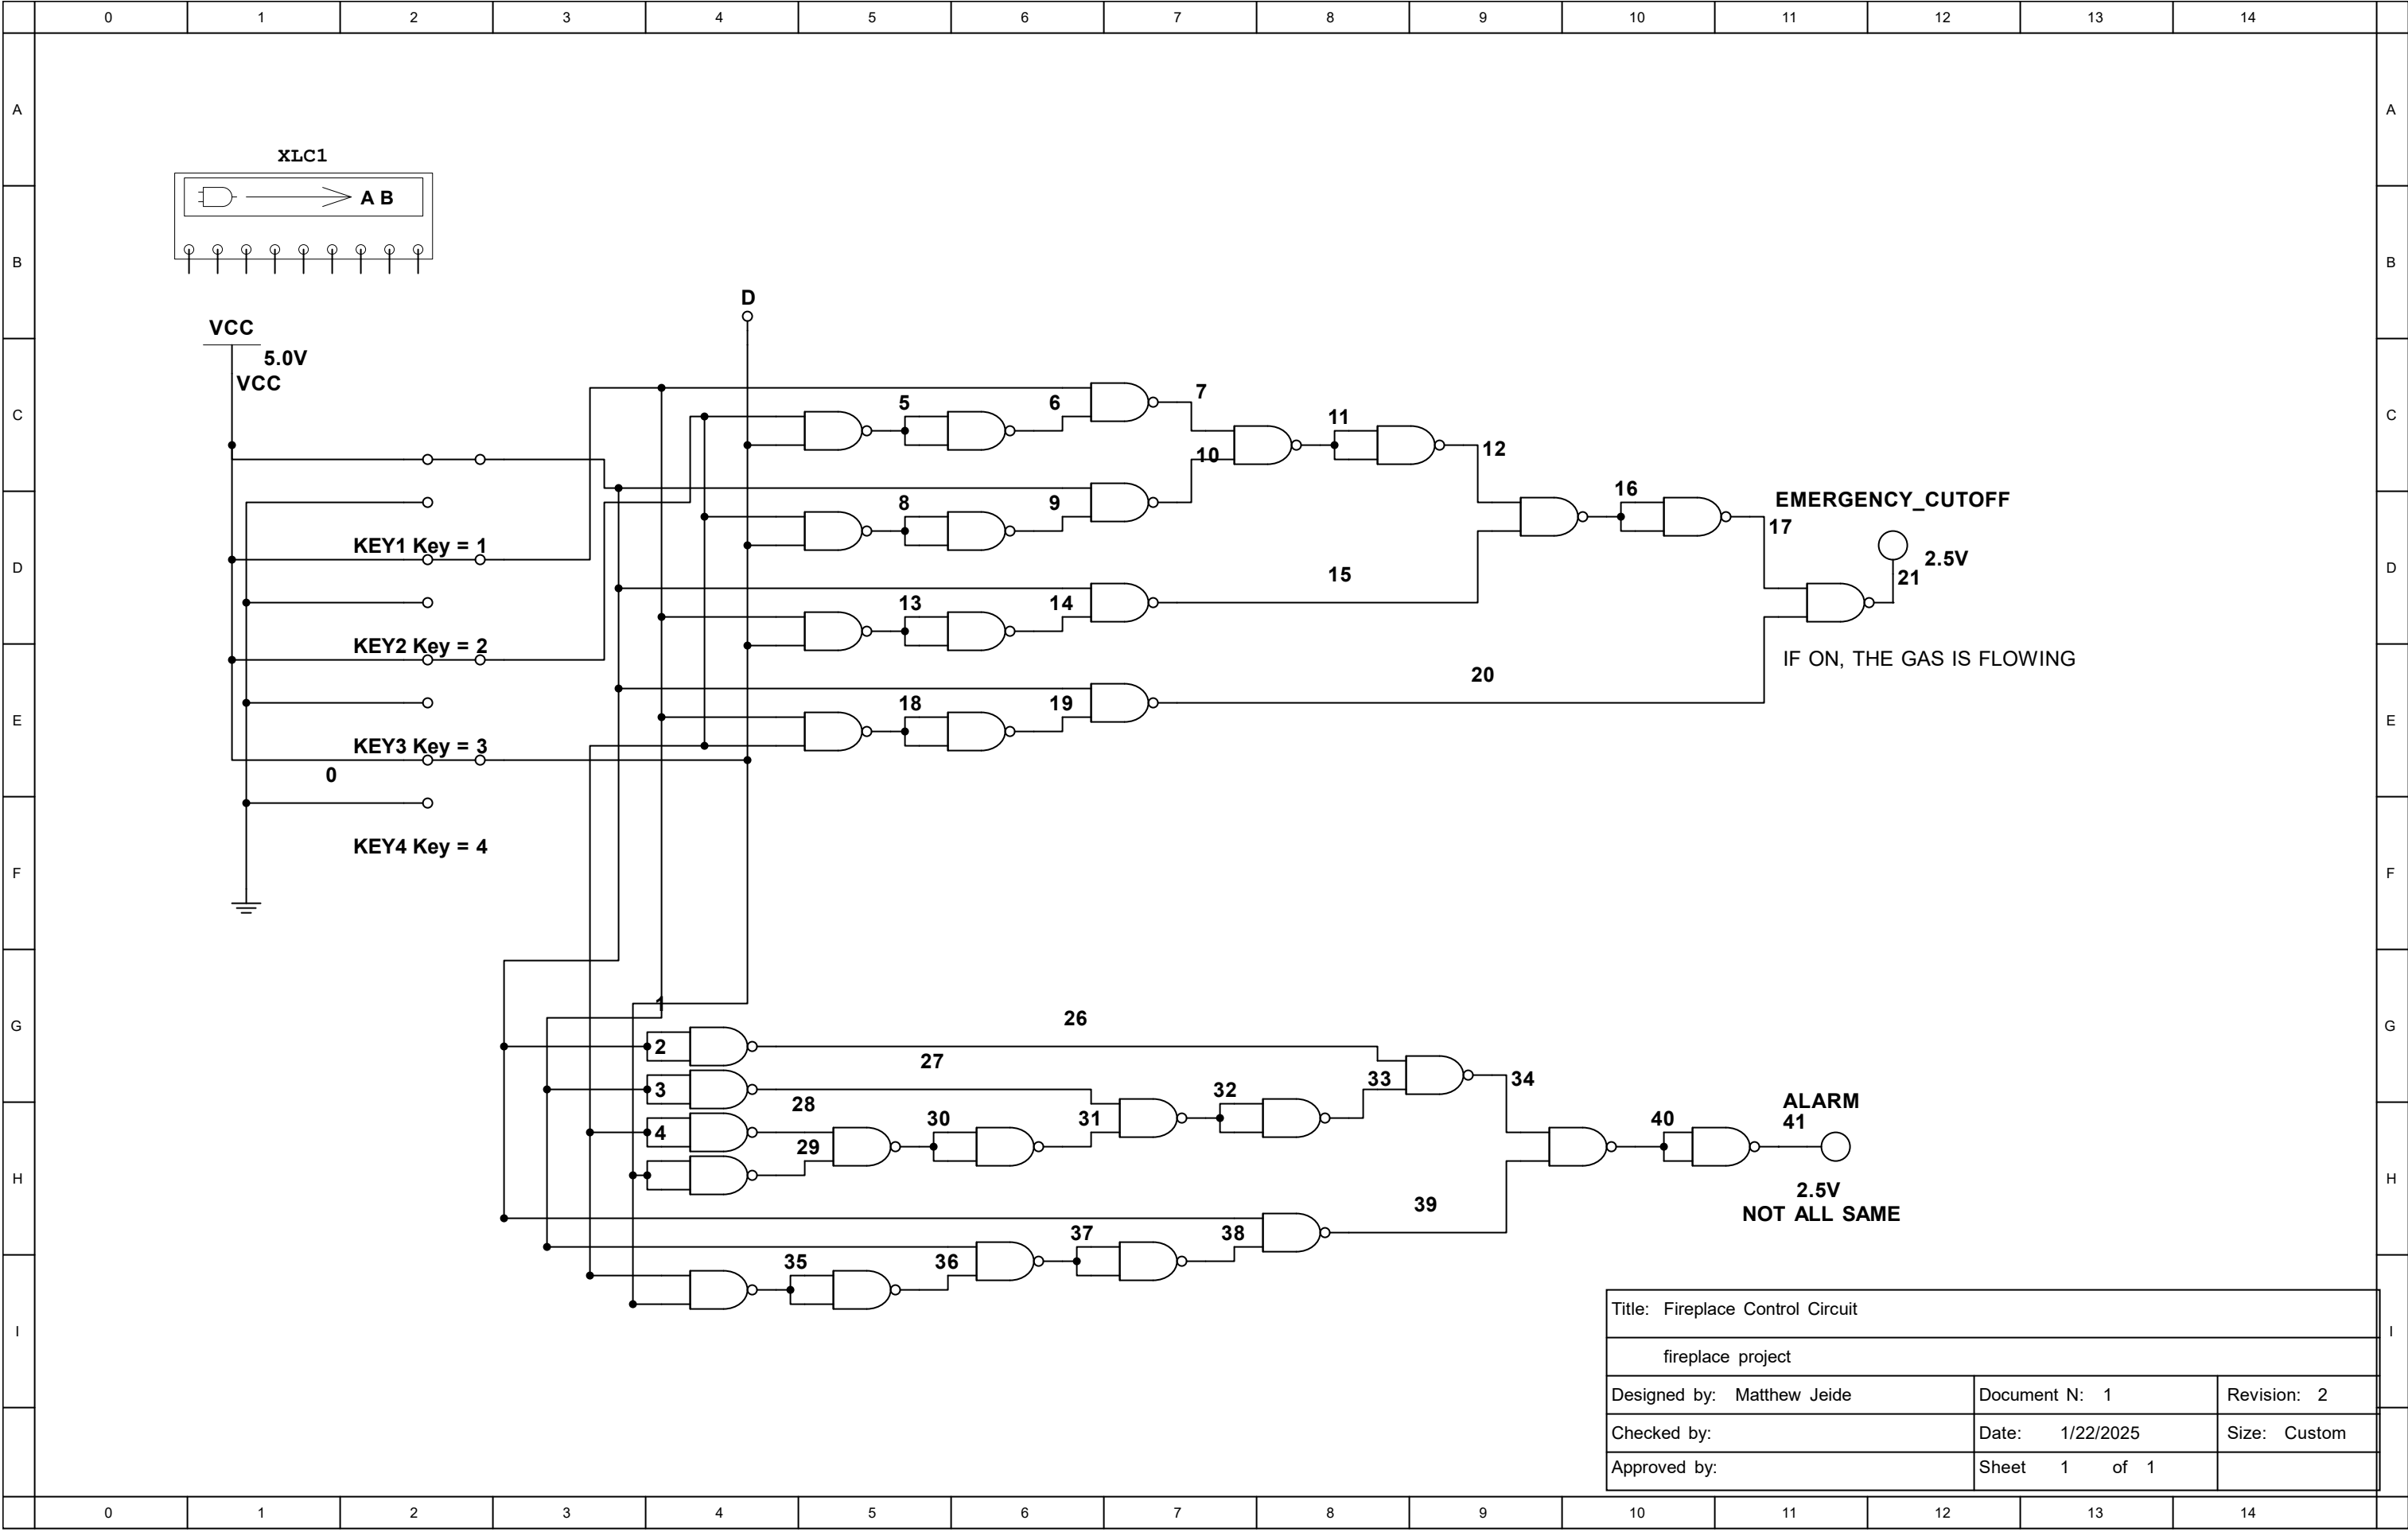 0 1 2 3 4 5 6 7 8 9 10 11 12 13 14
A A
XLC1
A B
B B
D
VCC
5.0V
VCC
C C
7
5 6
11
12
10
16
EMERGENCY_CUTOFF
8 9
17
KEY1 Key = 1
2.5V
D D
15
21
13 14
KEY2 Key = 2
IF ON, THE GAS IS FLOWING
20
18 19
E E
KEY3 Key = 3
0
KEY4 Key = 4
F F
1
26
G G
2
27
33
34
3
32
ALARM
28
31
41
30
40
4
29
H H
2.5V
39
NOT ALL SAME
37 38
35 36
Title: Fireplace Control Circuit
I I
fireplace project
Designed by: Matthew Jeide Document N: 1 Revision: 2
Checked by: Date: 1/22/2025 Size: Custom
Approved by: Sheet 1 of 1
0 1 2 3 4 5 6 7 8 9 10 11 12 13 14